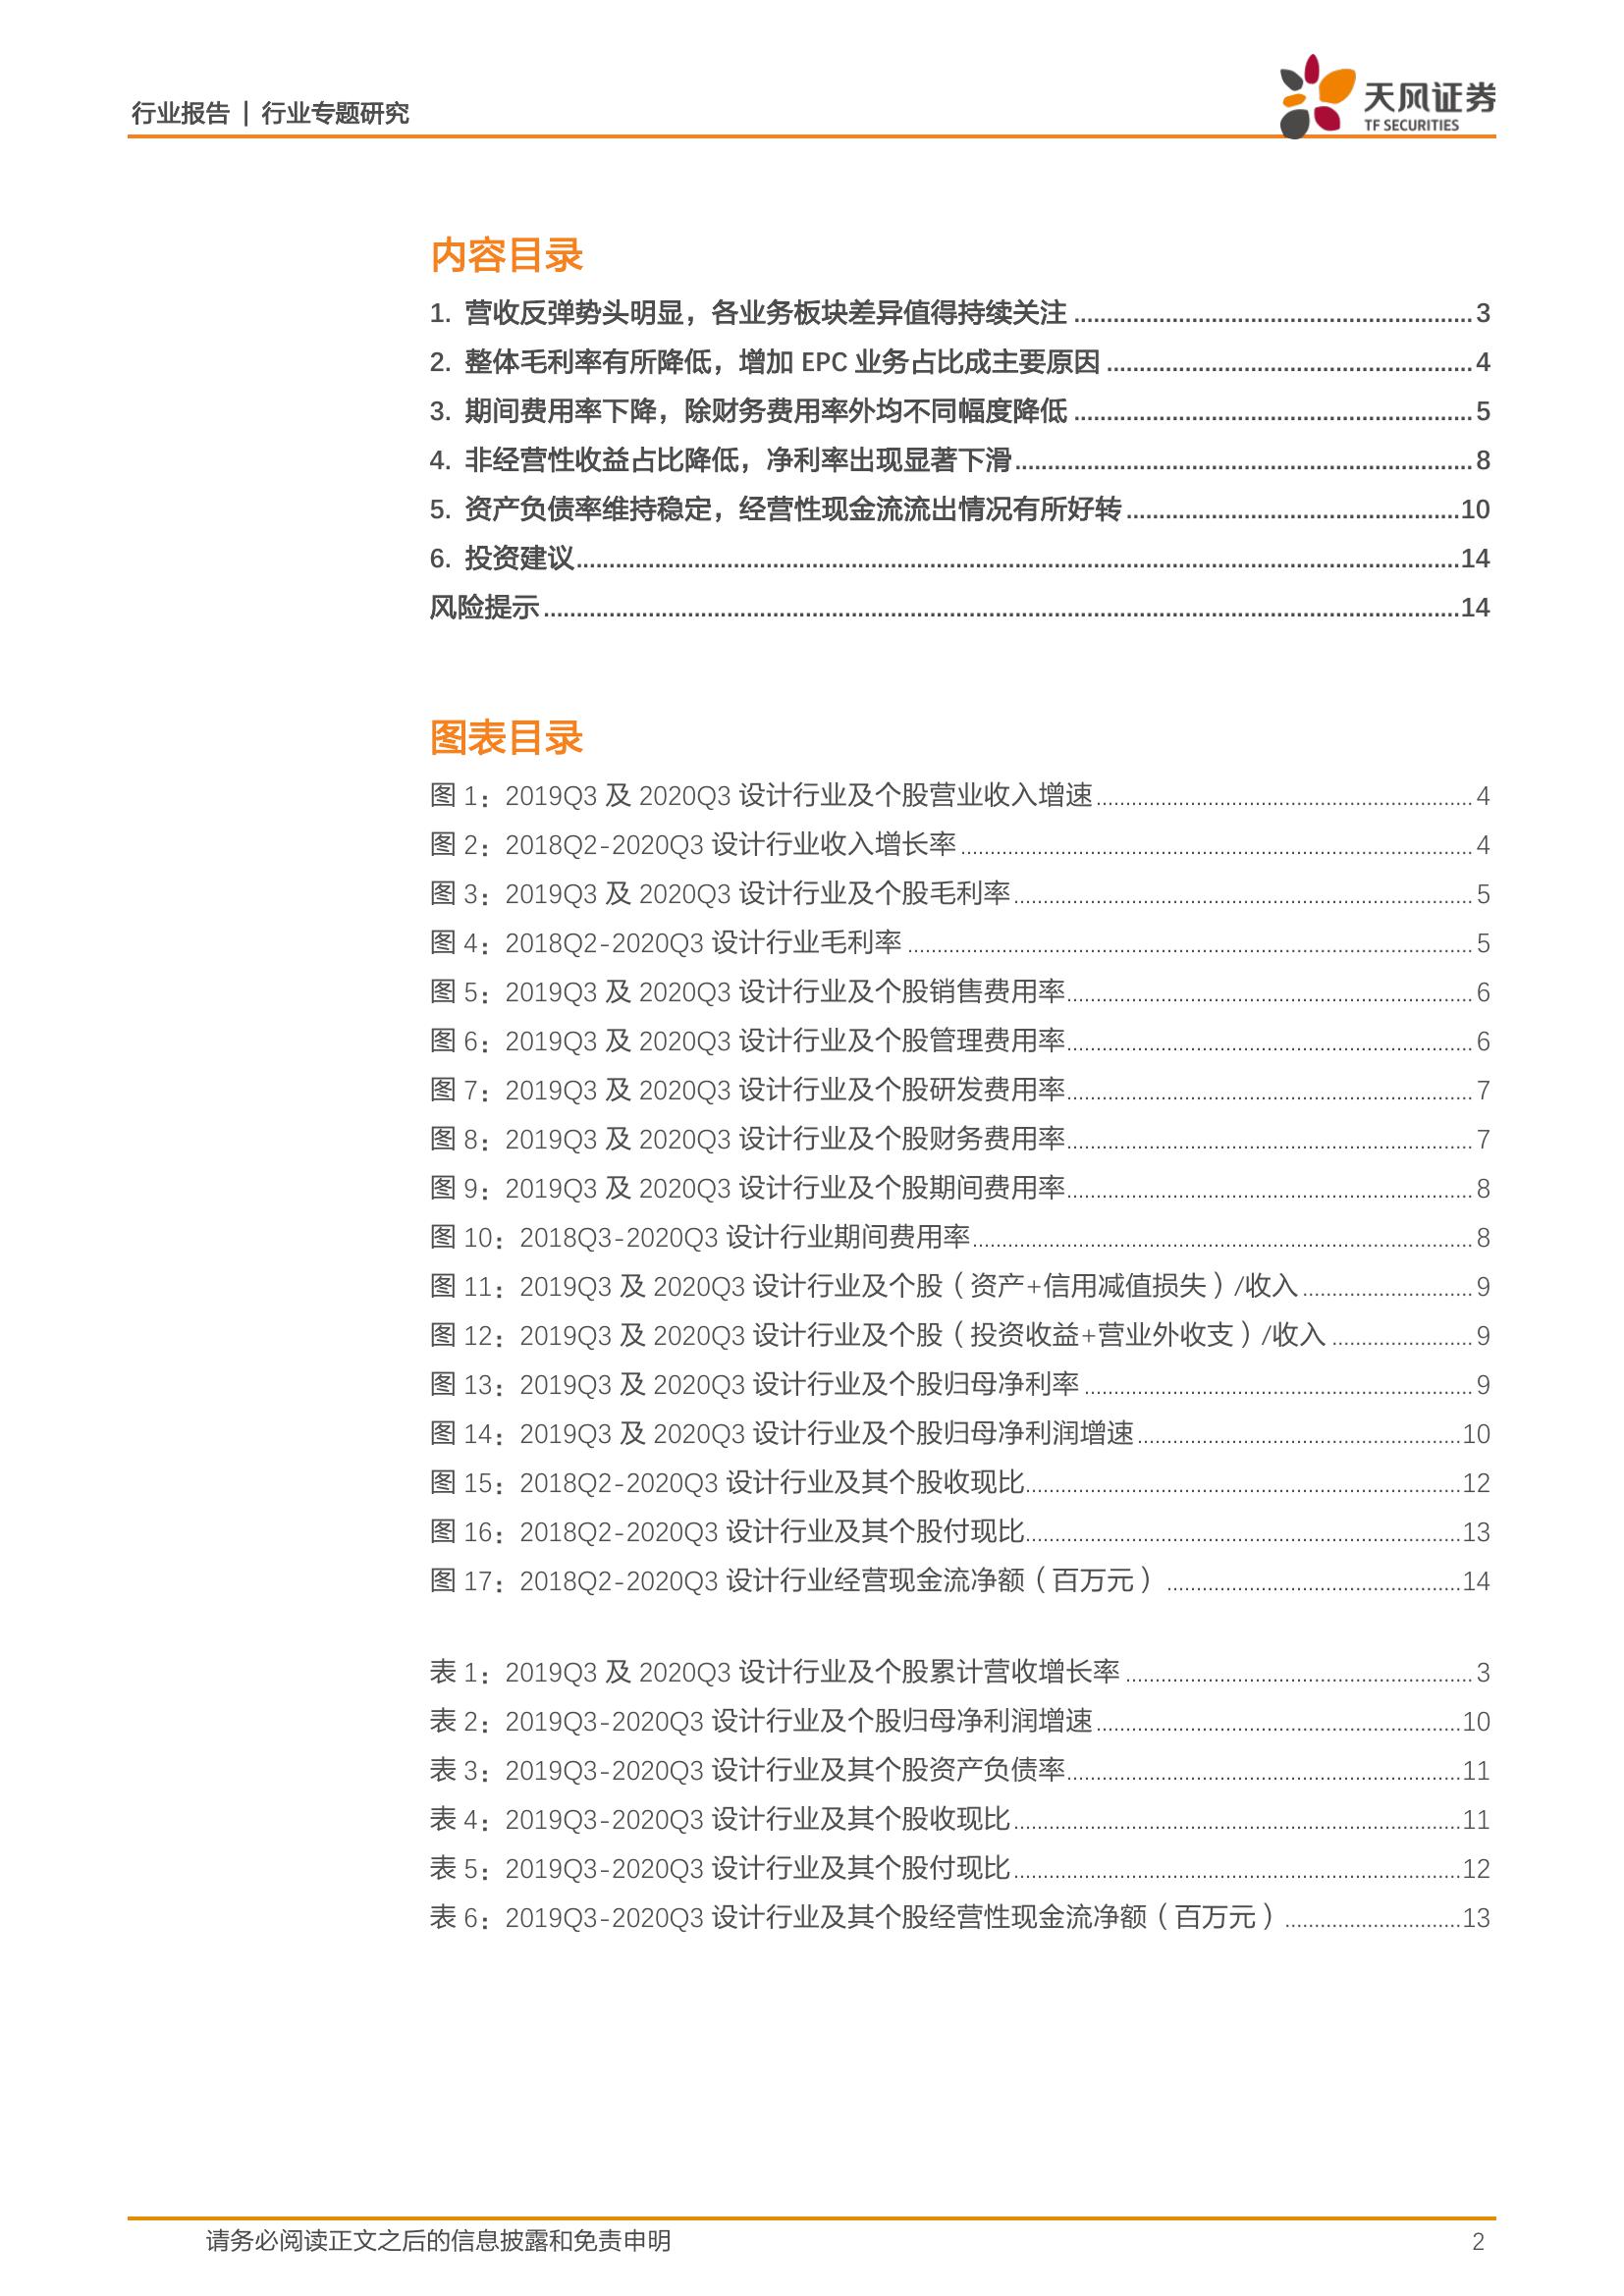 行业报告 | 行业专题研究
天风证券
TF SECURITIES
内容目录
1. 营收反弹势头明显，各业务板块差异值得持续关注 3
2. 整体毛利率有所降低，增加 EPC 业务占比成主要原因 4
3. 期间费用率下降，除财务费用率外均不同幅度降低 5
4. 非经营性收益占比降低，净利率出现显著下滑 8
5. 资产负债率维持稳定，经营性现金流流出情况有所好转 10
6. 投资建议 14
风险提示 14
图表目录
图 1：2019Q3 及 2020Q3 设计行业及个股营业收入增速 4
图 2：2018Q2-2020Q3 设计行业收入增长率 4
图 3：2019Q3 及 2020Q3 设计行业及个股毛利率 5
图 4：2018Q2-2020Q3 设计行业毛利率 5
图 5：2019Q3 及 2020Q3 设计行业及个股销售费用率 6
图 6：2019Q3 及 2020Q3 设计行业及个股管理费用率 6
图 7：2019Q3 及 2020Q3 设计行业及个股研发费用率 7
图 8：2019Q3 及 2020Q3 设计行业及个股财务费用率 7
图 9：2019Q3 及 2020Q3 设计行业及个股期间费用率 8
图 10：2018Q3-2020Q3 设计行业期间费用率 8
图 11：2019Q3 及 2020Q3 设计行业及个股（资产+信用减值损失）/收入 9
图 12：2019Q3 及 2020Q3 设计行业及个股（投资收益+营业外收支）/收入 9
图 13：2019Q3 及 2020Q3 设计行业及个股归母净利率 9
图 14：2019Q3 及 2020Q3 设计行业及个股归母净利润增速 10
图 15：2018Q2-2020Q3 设计行业及其个股收现比 12
图 16：2018Q2-2020Q3 设计行业及其个股付现比 13
图 17：2018Q2-2020Q3 设计行业经营现金流净额（百万元） 14
表 1：2019Q3 及 2020Q3 设计行业及个股累计营收增长率 3
表 2：2019Q3-2020Q3 设计行业及个股归母净利润增速 10
表 3：2019Q3-2020Q3 设计行业及其个股资产负债率 11
表 4：2019Q3-2020Q3 设计行业及其个股收现比 11
表 5：2019Q3-2020Q3 设计行业及其个股付现比 12
表 6：2019Q3-2020Q3 设计行业及其个股经营性现金流净额（百万元） 13
请务必阅读正文之后的信息披露和免责申明 2